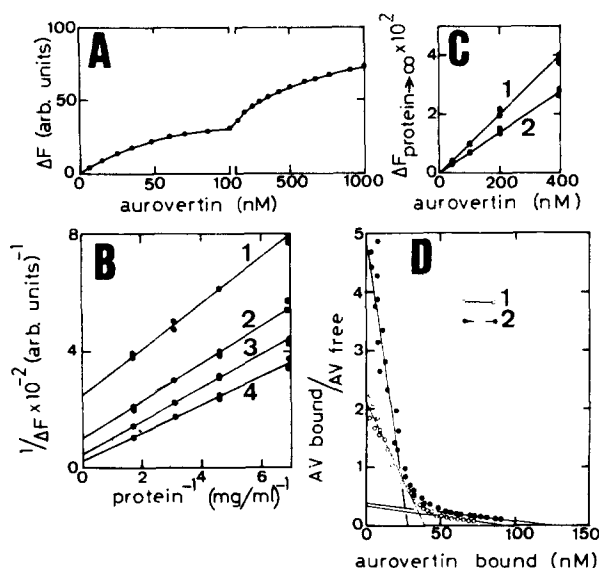 A
ΔF (arb. units)
100
50
0
0 50 100 500 1000
aurovertin (nM)
C
ΔF protein→∞ ×10²
4
2
0
1
2
0 200 400
aurovertin (nM)
B
1/ΔF ×10⁻² (arb. units)⁻¹
8
4
0
1
2
3
4
0 2 4 6
protein⁻¹ (mg/ml)⁻¹
D
AV bound/AV free
5
4
3
2
1
0
1
2
0 50 100 150
aurovertin bound (nM)